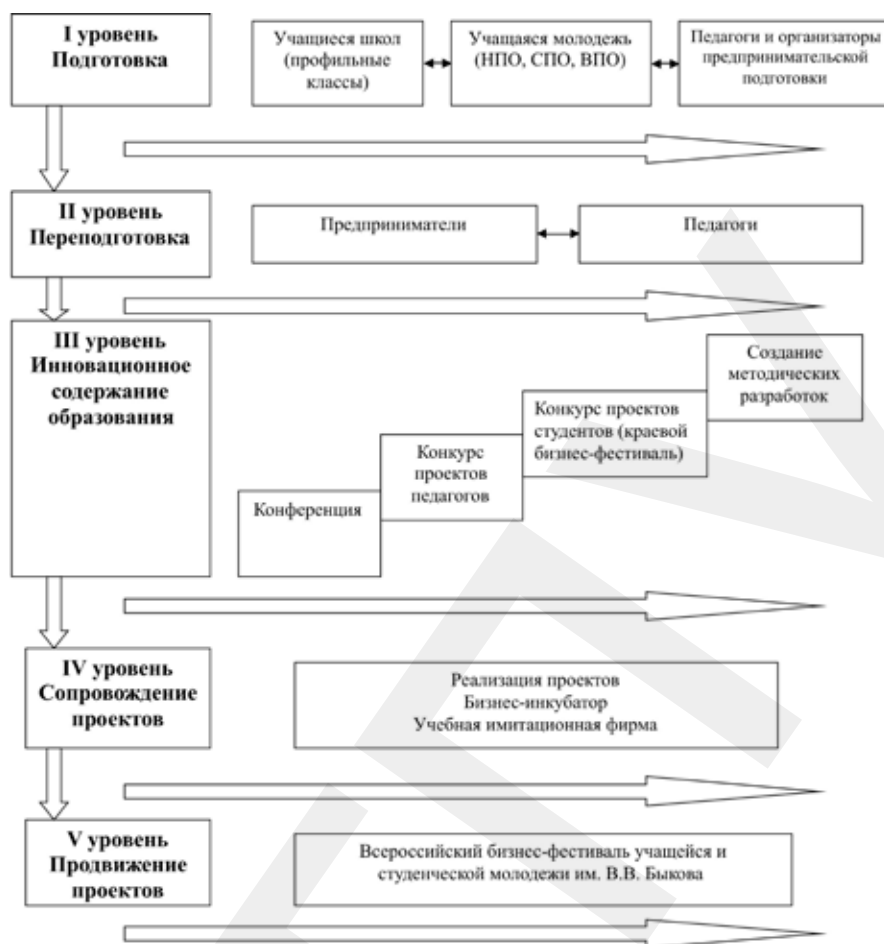 I уровень
Подготовка
Учащиеся школ
(профильные
классы)
Учащаяся молодежь
(НПО, СПО, ВПО)
Педагоги и организаторы
предпринимательской
подготовки
II уровень
Переподготовка
Предприниматели
Педагоги
III уровень
Инновационное
содержание
образования
Конференция
Конкурс
проектов
педагогов
Конкурс проектов
студентов (краевой
бизнес-фестиваль)
Создание
методических
разработок
IV уровень
Сопровождение
проектов
Реализация проектов
Бизнес-инкубатор
Учебная имитационная фирма
V уровень
Продвижение
проектов
Всероссийский бизнес-фестиваль учащейся и
студенческой молодежи им. В.В. Быкова